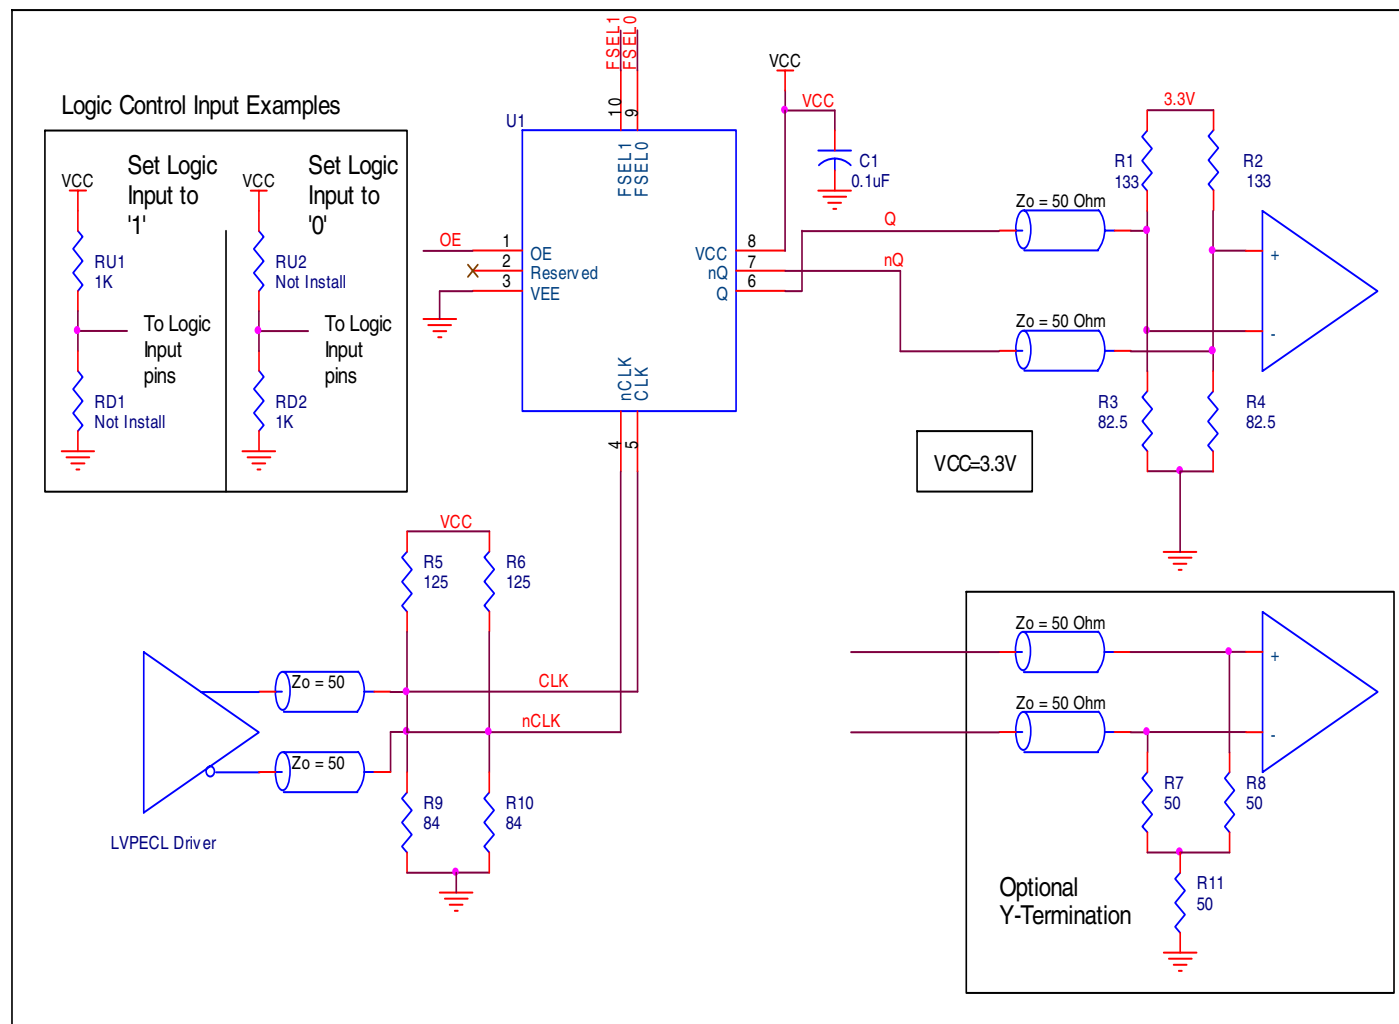 FSEL1
FSEL0
VCC
Logic Control Input Examples
10
9
VCC
3.3V
U1
Set Logic
Input to
'1'
Set Logic
Input to
'0'
FSEL1
FSEL0
C1
0.1uF
R1
133
R2
133
VCC
VCC
Zo = 50 Ohm
RU1
1K
RU2
Not Install
OE
1
OE
2
Reserved
3
VEE
VCC
8
nQ
7
Q
6
Q
nQ
+
-
To Logic
Input
pins
To Logic
Input
pins
Zo = 50 Ohm
RD1
Not Install
RD2
1K
nCLK
CLK
4
5
R3
82.5
R4
82.5
VCC=3.3V
VCC
R5
125
R6
125
Zo = 50 Ohm
+
Zo = 50
CLK
Zo = 50 Ohm
-
nCLK
Zo = 50
R7
50
R8
50
R9
84
R10
84
LVPECL Driver
Optional
Y-Termination
R11
50